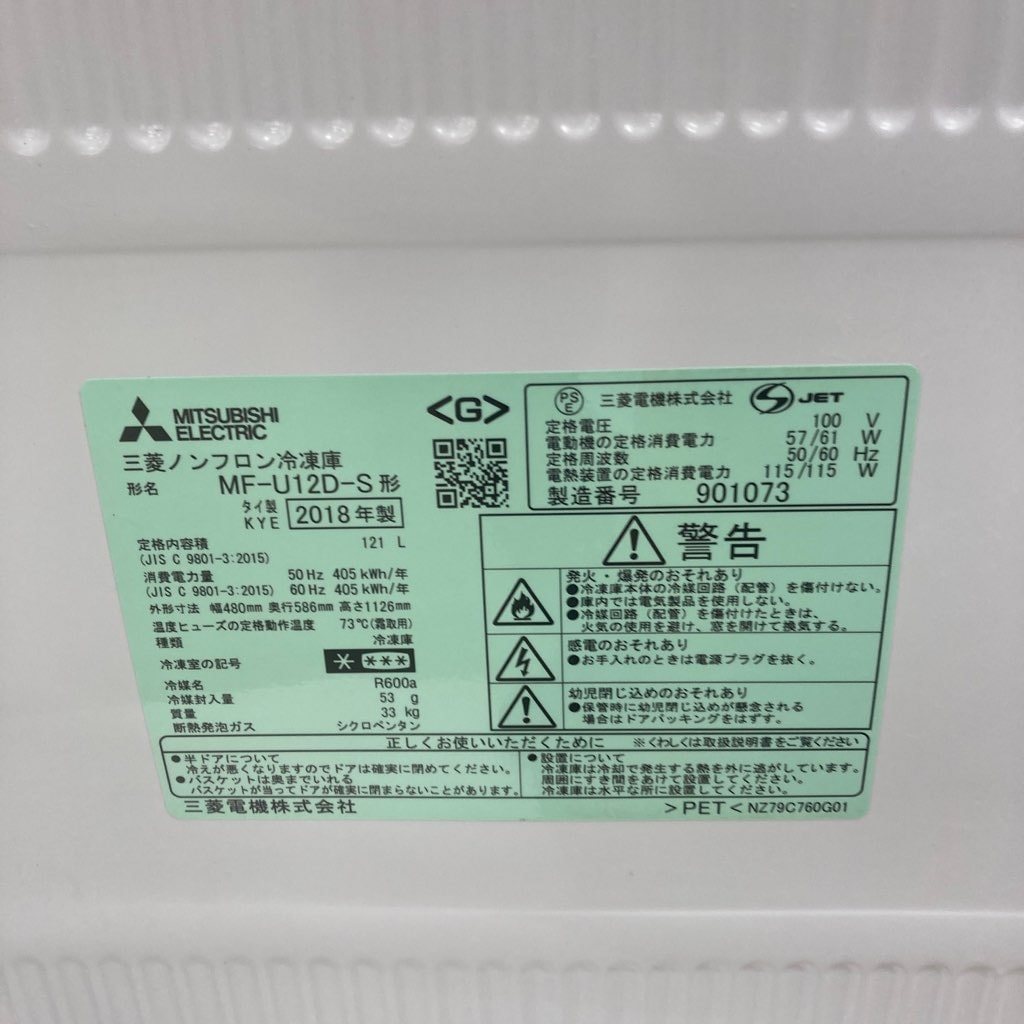 MITSUBISHI
ELECTRIC
<G>
三菱ノンフロン冷凍庫
形名 MF-U12D-S形
タイ製
KYE 2018年製
定格内容積 121 L
(JIS C 9801-3:2015)
消費電力量 50Hz 405 kWh/年
(JIS C 9801-3:2015) 60Hz 405 kWh/年
外形寸法 幅480mm 奥行586mm 高さ1126mm
温度ヒューズの定格動作温度 73℃(霜取用)
種類 冷凍庫
冷凍室の記号 * ***
冷媒名 R600a
冷媒封入量 53 g
質量 33 kg
断熱発泡ガス シクロペンタン
PSE 三菱電機株式会社 JET
定格電圧 100 V
電動機の定格消費電力 57/61 W
定格周波数 50/60 Hz
電熱装置の定格消費電力 115/115 W
製造番号 901073
警告
発火・爆発のおそれあり
●冷凍庫本体の冷媒回路（配管）を傷付けない。
●庫内では電気製品を使用しない。
●冷媒回路（配管）を傷付けたときは、
火気の使用を避け、窓を開けて換気する。
感電のおそれあり
●お手入れのときは電源プラグを抜く。
幼児閉じ込めのおそれあり
●保管時に幼児閉じ込めが懸念される
場合はドアパッキングをはずす。
正しくお使いいただくために ※くわしくは取扱説明書をご覧ください
●半ドアについて
冷えが悪くなりますのでドアは確実に閉めてください。
●バスケットは奥までいれる
バスケットが当ってドアが確実に閉まらないことがあります。
●設置について
冷凍庫は冷却で発生する熱を外に逃がしています。
周囲にすき間をあけて設置してください。
冷凍庫は水平な所に設置してください。
三菱電機株式会社 >PET< NZ79C760G01